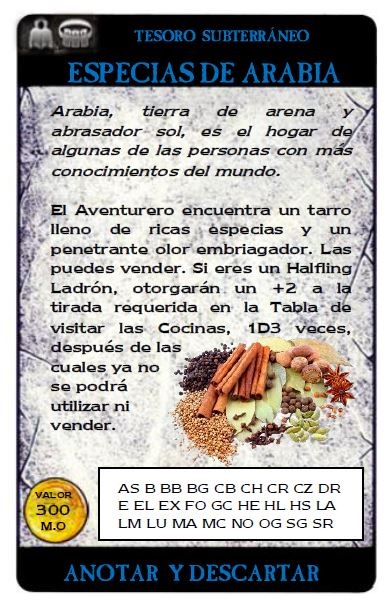 TESORO SUBTERRÁNEO
ESPECIAS DE ARABIA
Arabia, tierra de arena y
abrasador sol, es el hogar de
algunas de las personas con más
conocimientos del mundo.
El Aventurero encuentra un tarro
lleno de ricas especias y un
penetrante olor embriagador. Las
puedes vender. Si eres un Halfling
Ladrón, otorgarán un +2 a la
tirada requerida en la Tabla de
visitar las Cocinas, 1D3 veces,
después de las
cuales ya no
se podrá
utilizar ni
vender.
VALOR
300
M.O
AS B BB BG CB CH CR CZ DR
E EL EX FO GC HE HL HS LA
LM LU MA MC NO OG SG SR
ANOTAR Y DESCARTAR